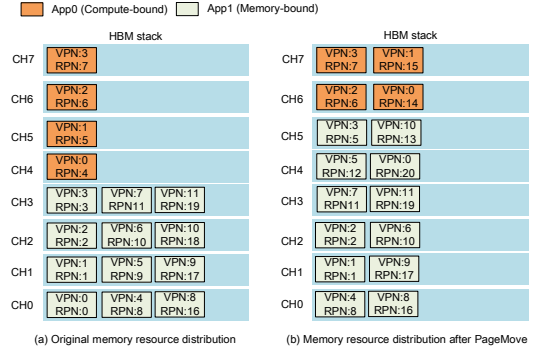 App0 (Compute-bound) App1 (Memory-bound)
HBM stack
CH7 VPN:3
RPN:7
CH6 VPN:2
RPN:6
CH5 VPN:1
RPN:5
CH4 VPN:0
RPN:4
CH3 VPN:3 VPN:7 VPN:11
RPN:3 RPN:11 RPN:19
CH2 VPN:2 VPN:6 VPN:10
RPN:2 RPN:10 RPN:18
CH1 VPN:1 VPN:5 VPN:9
RPN:1 RPN:9 RPN:17
CH0 VPN:0 VPN:4 VPN:8
RPN:0 RPN:8 RPN:16
(a) Original memory resource distribution
HBM stack
CH7 VPN:3 VPN:1
RPN:7 RPN:15
CH6 VPN:2 VPN:0
RPN:6 RPN:14
CH5 VPN:3 VPN:10
RPN:5 RPN:13
CH4 VPN:5 VPN:0
RPN:12 RPN:20
CH3 VPN:7 VPN:11
RPN:11 RPN:19
CH2 VPN:2 VPN:6
RPN:2 RPN:10
CH1 VPN:1 VPN:9
RPN:1 RPN:17
CH0 VPN:4 VPN:8
RPN:8 RPN:16
(b) Memory resource distribution after PageMove